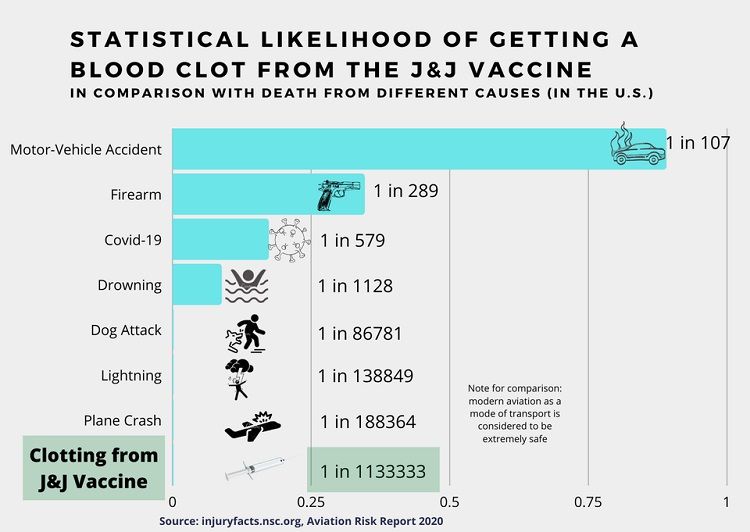 STATISTICAL LIKELIHOOD OF GETTING A
BLOOD CLOT FROM THE J&J VACCINE
IN COMPARISON WITH DEATH FROM DIFFERENT CAUSES (IN THE U.S.)
Motor-Vehicle Accident
1 in 107
Firearm
1 in 289
Covid-19
1 in 579
Drowning
1 in 1128
Dog Attack
1 in 86781
Lightning
1 in 138849
Plane Crash
1 in 188364
Note for comparison:
modern aviation as a
mode of transport is
considered to be
extremely safe
Clotting from
J&J Vaccine
1 in 1133333
0
0.25
0.5
0.75
1
Source: injuryfacts.nsc.org, Aviation Risk Report 2020